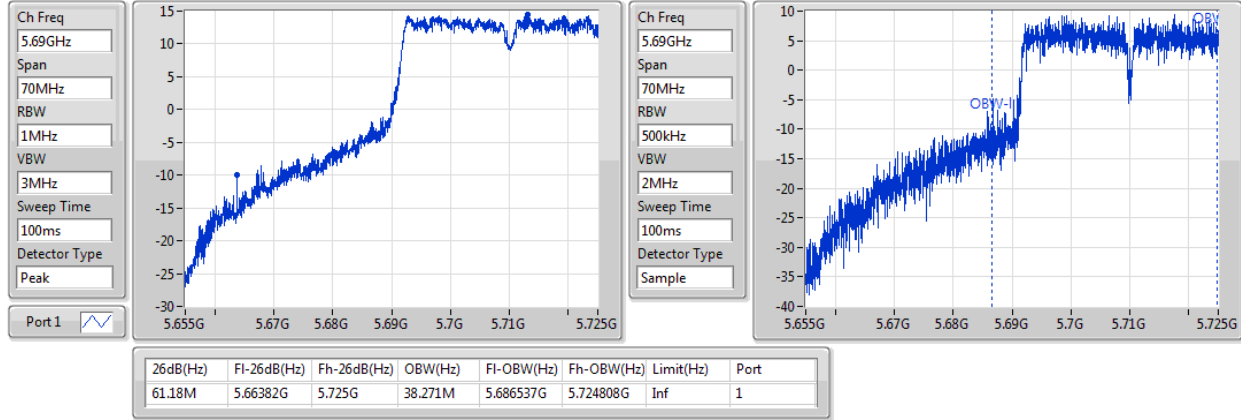 Ch Freq
5.69GHz
Span
70MHz
RBW
1MHz
VBW
3MHz
Sweep Time
100ms
Detector Type
Peak
Port 1
15
10
5
0
-5
-10
-15
-20
-25
-30
5.655G 5.67G 5.68G 5.69G 5.7G 5.71G 5.725G
Ch Freq
5.69GHz
Span
70MHz
RBW
500kHz
VBW
2MHz
Sweep Time
100ms
Detector Type
Sample
10
5
0
-5
-10
-15
-20
-25
-30
-35
-40
OBW-l
OBW
5.655G 5.67G 5.68G 5.69G 5.7G 5.71G 5.725G
26dB(Hz) Fl-26dB(Hz) Fh-26dB(Hz) OBW(Hz) Fl-OBW(Hz) Fh-OBW(Hz) Limit(Hz) Port
61.18M 5.66382G 5.725G 38.271M 5.686537G 5.724808G Inf 1